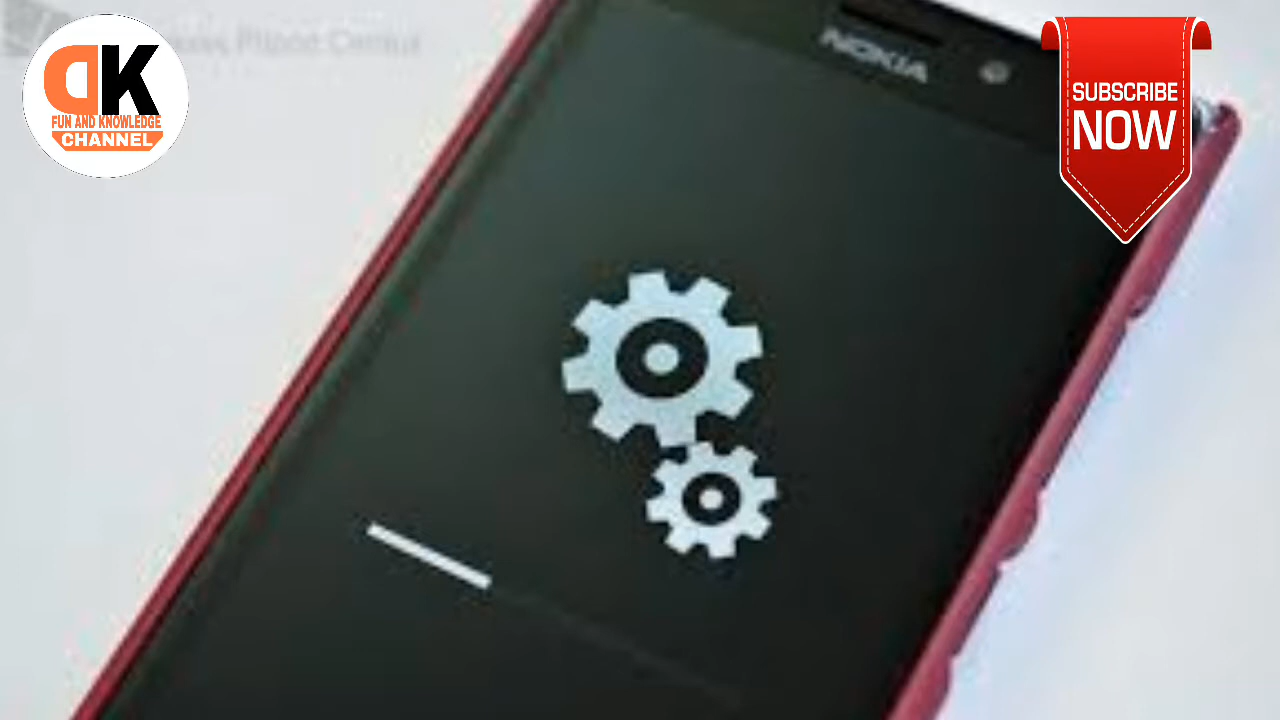 DK
FUN AND KNOWLEDGE
CHANNEL
NOKIA
SUBSCRIBE
NOW